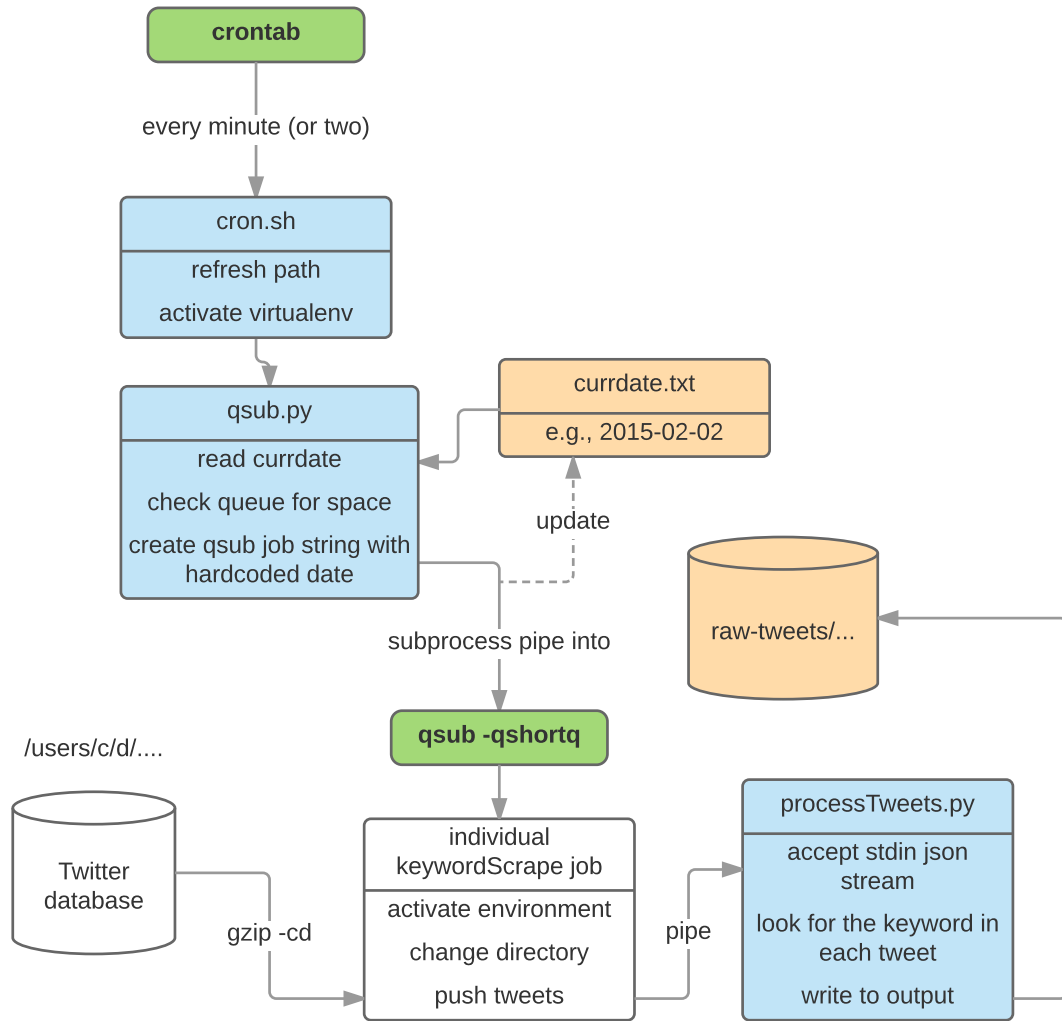 crontab
every minute (or two)
cron.sh
refresh path
activate virtualenv
qsub.py
read currdate
check queue for space
create qsub job string with
hardcoded date
currdate.txt
e.g., 2015-02-02
update
raw-tweets/...
subprocess pipe into
qsub -qshortq
/users/c/d/....
Twitter
database
gzip -cd
individual
keywordScrape job
activate environment
change directory
push tweets
pipe
processTweets.py
accept stdin json
stream
look for the keyword in
each tweet
write to output